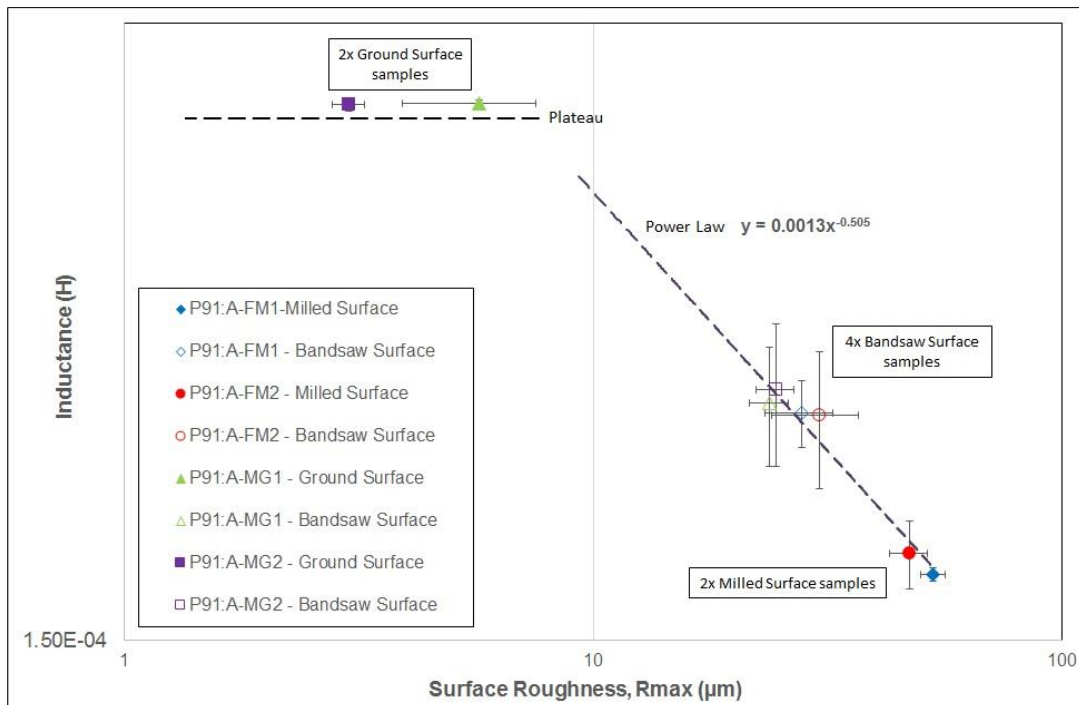 2x Ground Surface
samples
Plateau
Power Law y = 0.0013x^-0.505
Inductance (H)
P91:A-FM1-Milled Surface
P91:A-FM1 - Bandsaw Surface
P91:A-FM2 - Milled Surface
P91:A-FM2 - Bandsaw Surface
P91:A-MG1 - Ground Surface
P91:A-MG1 - Bandsaw Surface
P91:A-MG2 - Ground Surface
P91:A-MG2 - Bandsaw Surface
4x Bandsaw Surface
samples
2x Milled Surface samples
1.50E-04
1 10 100
Surface Roughness, Rmax (µm)